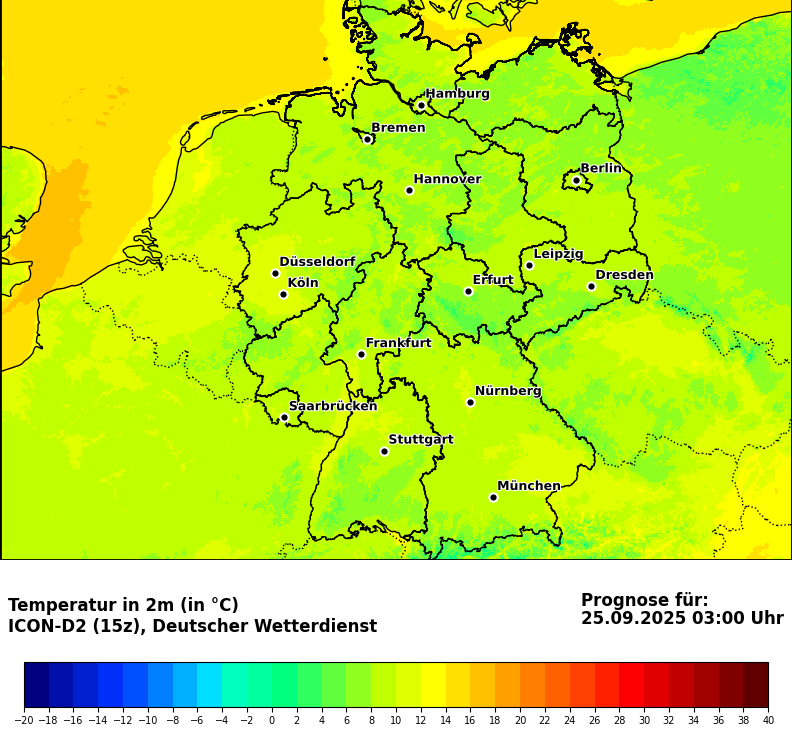 Hamburg
Bremen
Berlin
Hannover
Leipzig
Düsseldorf
Dresden
Köln
Erfurt
Frankfurt
Nürnberg
Saarbrücken
Stuttgart
München
Temperatur in 2m (in °C)
ICON-D2 (15z), Deutscher Wetterdienst
Prognose für:
25.09.2025 03:00 Uhr
−20 −18 −16 −14 −12 −10 −8 −6 −4 −2 0 2 4 6 8 10 12 14 16 18 20 22 24 26 28 30 32 34 36 38 40